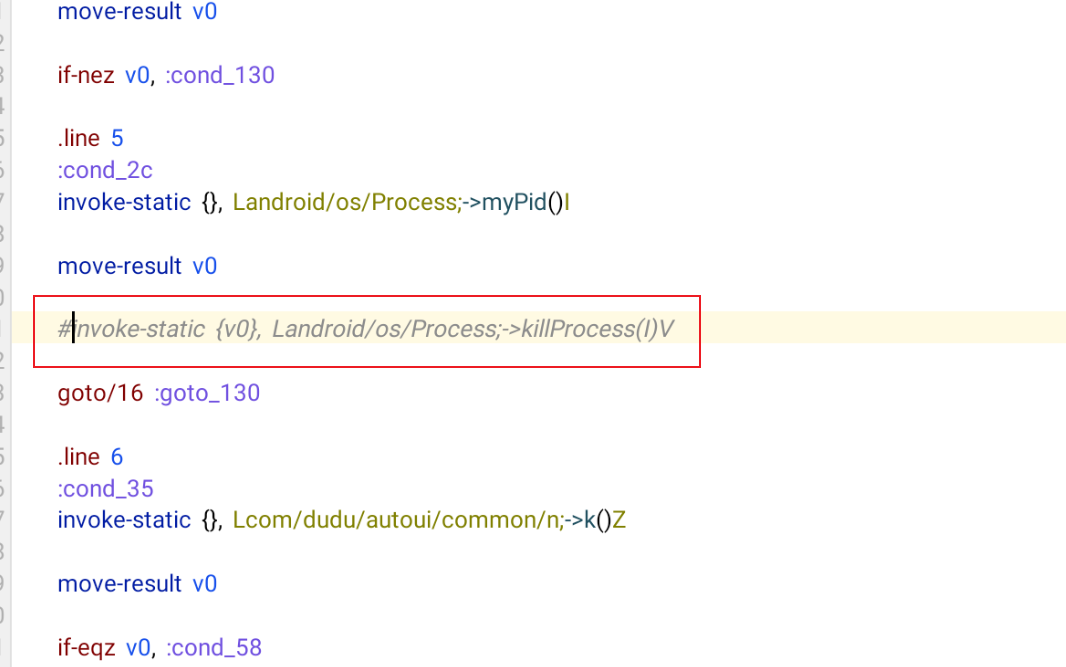 move-result v0
if-nez v0, :cond_130
.line 5
:cond_2c
invoke-static {}, Landroid/os/Process;->myPid()I
move-result v0
#invoke-static {v0}, Landroid/os/Process;->killProcess(I)V
goto/16 :goto_130
.line 6
:cond_35
invoke-static {}, Lcom/dudu/autoui/common/n;->k()Z
move-result v0
if-eqz v0, :cond_58